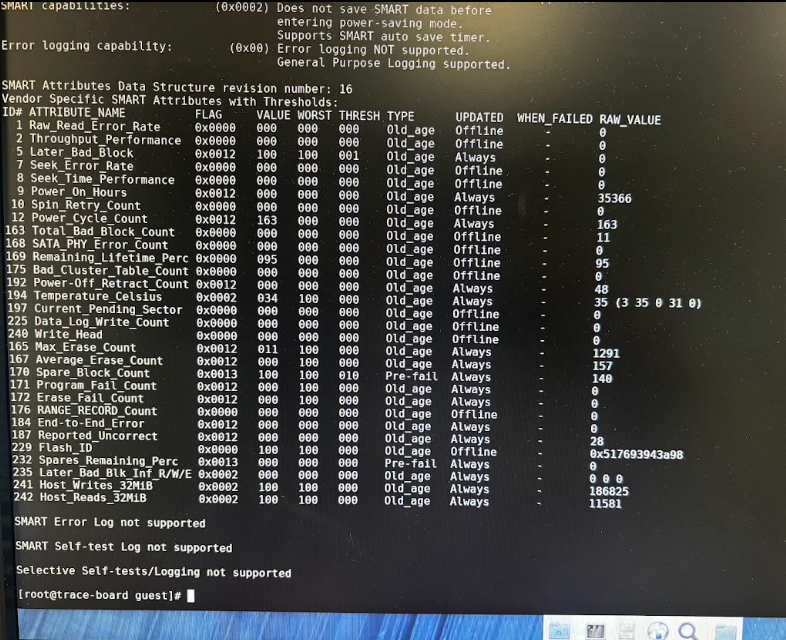 SMART capabilities: (0x0002) Does not save SMART data before
entering power-saving mode.
Supports SMART auto save timer.
Error logging capability: (0x00) Error logging NOT supported.
General Purpose Logging supported.
SMART Attributes Data Structure revision number: 16
Vendor Specific SMART Attributes with Thresholds:
ID# ATTRIBUTE_NAME FLAG VALUE WORST THRESH TYPE UPDATED WHEN_FAILED RAW_VALUE
1 Raw_Read_Error_Rate 0x0000 000 000 000 Old_age Offline - 0
2 Throughput_Performance 0x0000 000 000 000 Old_age Offline - 0
5 Later_Bad_Block 0x0012 100 100 001 Old_age Always - 0
7 Seek_Error_Rate 0x0000 000 000 000 Old_age Offline - 0
8 Seek_Time_Performance 0x0000 000 000 000 Old_age Offline - 0
9 Power_On_Hours 0x0012 000 000 000 Old_age Always - 35366
10 Spin_Retry_Count 0x0000 000 000 000 Old_age Offline - 0
12 Power_Cycle_Count 0x0012 163 000 000 Old_age Always - 163
163 Total_Bad_Block_Count 0x0000 000 000 000 Old_age Offline - 11
168 SATA_PHY_Error_Count 0x0000 000 000 000 Old_age Offline - 0
169 Remaining_Lifetime_Perc 0x0000 095 000 000 Old_age Offline - 95
175 Bad_Cluster_Table_Count 0x0000 000 000 000 Old_age Offline - 0
192 Power-Off_Retract_Count 0x0012 000 000 000 Old_age Always - 48
194 Temperature_Celsius 0x0002 034 100 000 Old_age Always - 35 (3 35 0 31 0)
197 Current_Pending_Sector 0x0000 000 000 000 Old_age Offline - 0
225 Data_Log_Write_Count 0x0000 000 000 000 Old_age Offline - 0
240 Write_Head 0x0000 000 000 000 Old_age Offline - 0
165 Max_Erase_Count 0x0012 011 100 000 Old_age Always - 1291
167 Average_Erase_Count 0x0012 000 100 000 Old_age Always - 157
170 Spare_Block_Count 0x0013 100 100 010 Pre-fail Always - 140
171 Program_Fail_Count 0x0012 000 000 000 Old_age Always - 0
172 Erase_Fail_Count 0x0012 000 000 000 Old_age Always - 0
176 RANGE_RECORD_Count 0x0000 000 000 000 Old_age Offline - 0
184 End-to-End_Error 0x0012 000 000 000 Old_age Always - 0
187 Reported_Uncorrect 0x0012 000 000 000 Old_age Always - 28
229 Flash_ID 0x0000 100 100 000 Old_age Offline - 0x517693943a98
232 Spares_Remaining_Perc 0x0013 000 000 000 Pre-fail Always - 0
235 Later_Bad_Blk_Inf_R/W/E 0x0002 000 000 000 Old_age Always - 0 0 0
241 Host_Writes_32MiB 0x0002 100 100 000 Old_age Always - 186825
242 Host_Reads_32MiB 0x0002 100 100 000 Old_age Always - 11581
SMART Error Log not supported
SMART Self-test Log not supported
Selective Self-tests/Logging not supported
[root@trace-board guest]#